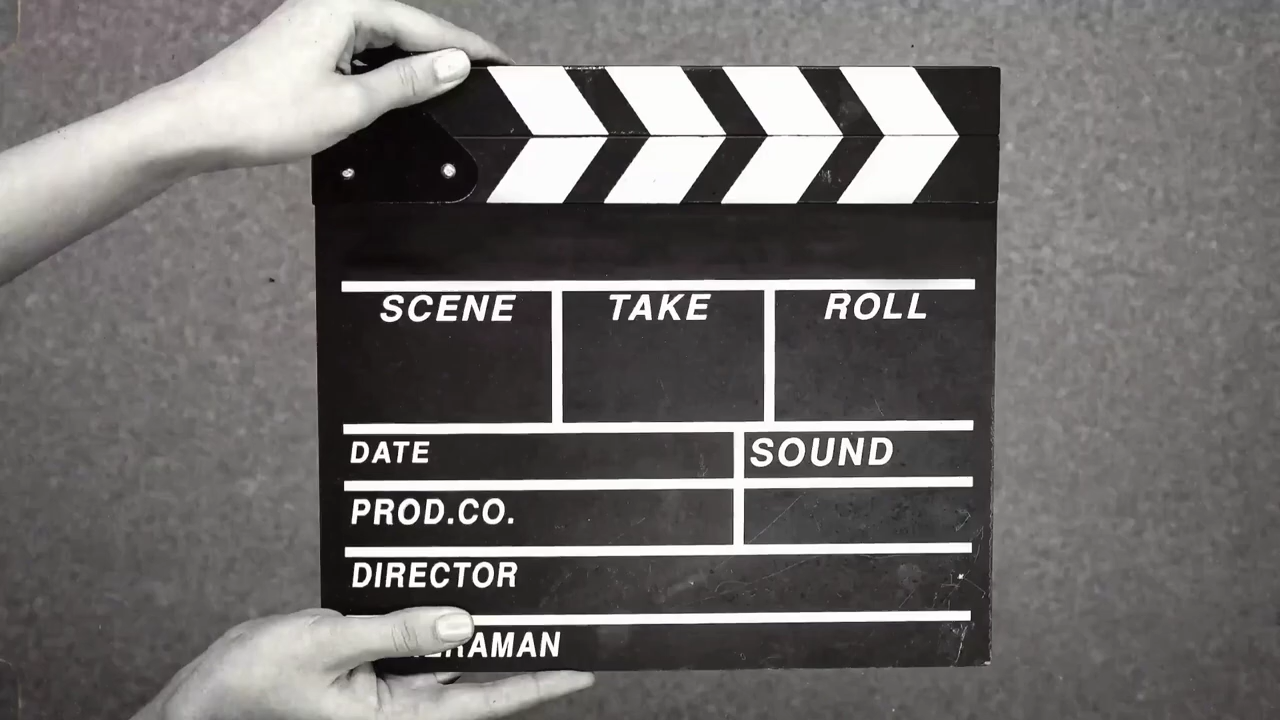 SCENE TAKE ROLL
DATE SOUND
PROD.CO.
DIRECTOR